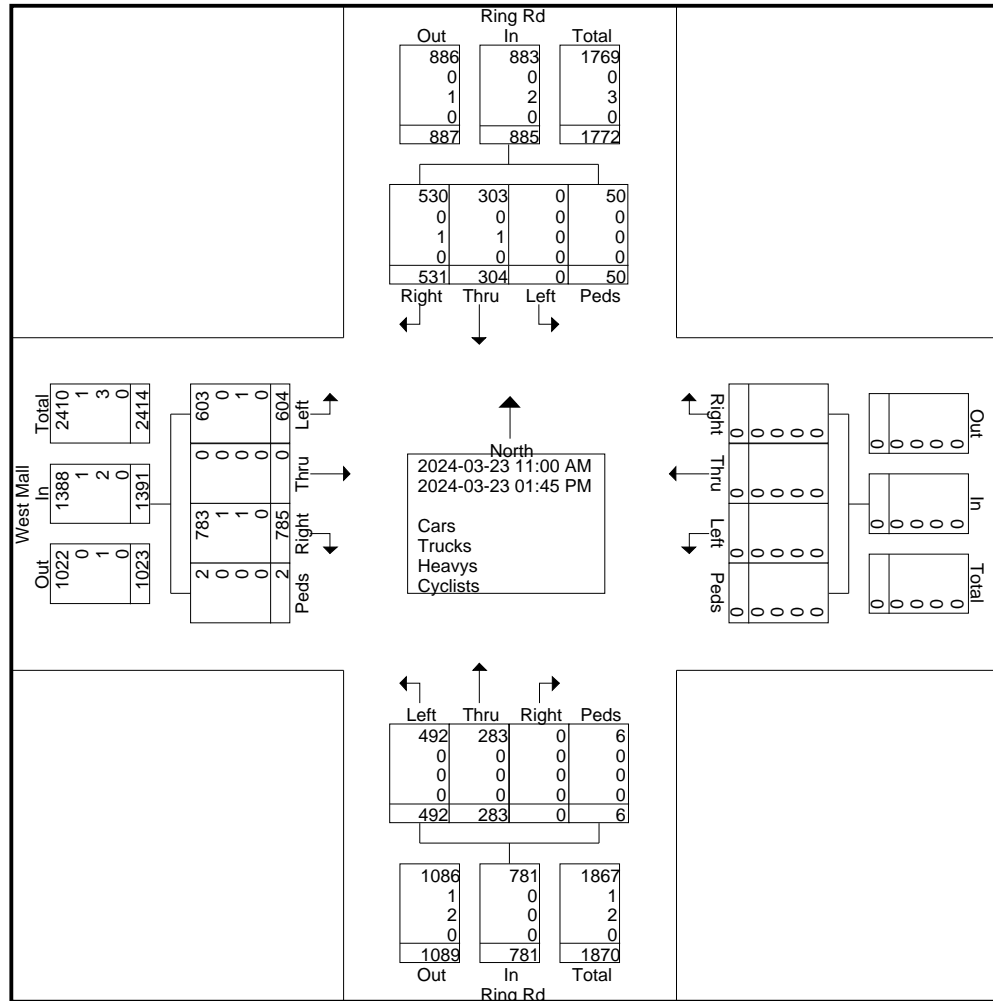 Ring Rd
Out In Total
886 883 1769
0 0 0
1 2 3
0 0 0
887 885 1772
530 303 0 50
0 0 0 0
1 1 0 0
0 0 0 0
531 304 0 50
Right Thru Left Peds
West Mall
Total
2410 1 3 0 2414
In
1388 1 2 0 1391
Out
1022 0 1 0 1023
603 0 1 0 604
Left
0 0 0 0 0
Thru
783 1 1 0 785
Right
2 0 0 0 2
Peds
North
2024-03-23 11:00 AM
2024-03-23 01:45 PM
Cars
Trucks
Heavys
Cyclists
Right
0 0 0 0 0
Thru
0 0 0 0 0
Left
0 0 0 0 0
Peds
0 0 0 0 0
Out
0 0 0 0 0
In
0 0 0 0 0
Total
0 0 0 0 0
Left Thru Right Peds
492 283 0 6
0 0 0 0
0 0 0 0
0 0 0 0
492 283 0 6
1086 781 1867
1 0 1
2 0 2
0 0 0
1089 781 1870
Out In Total
Ring Rd